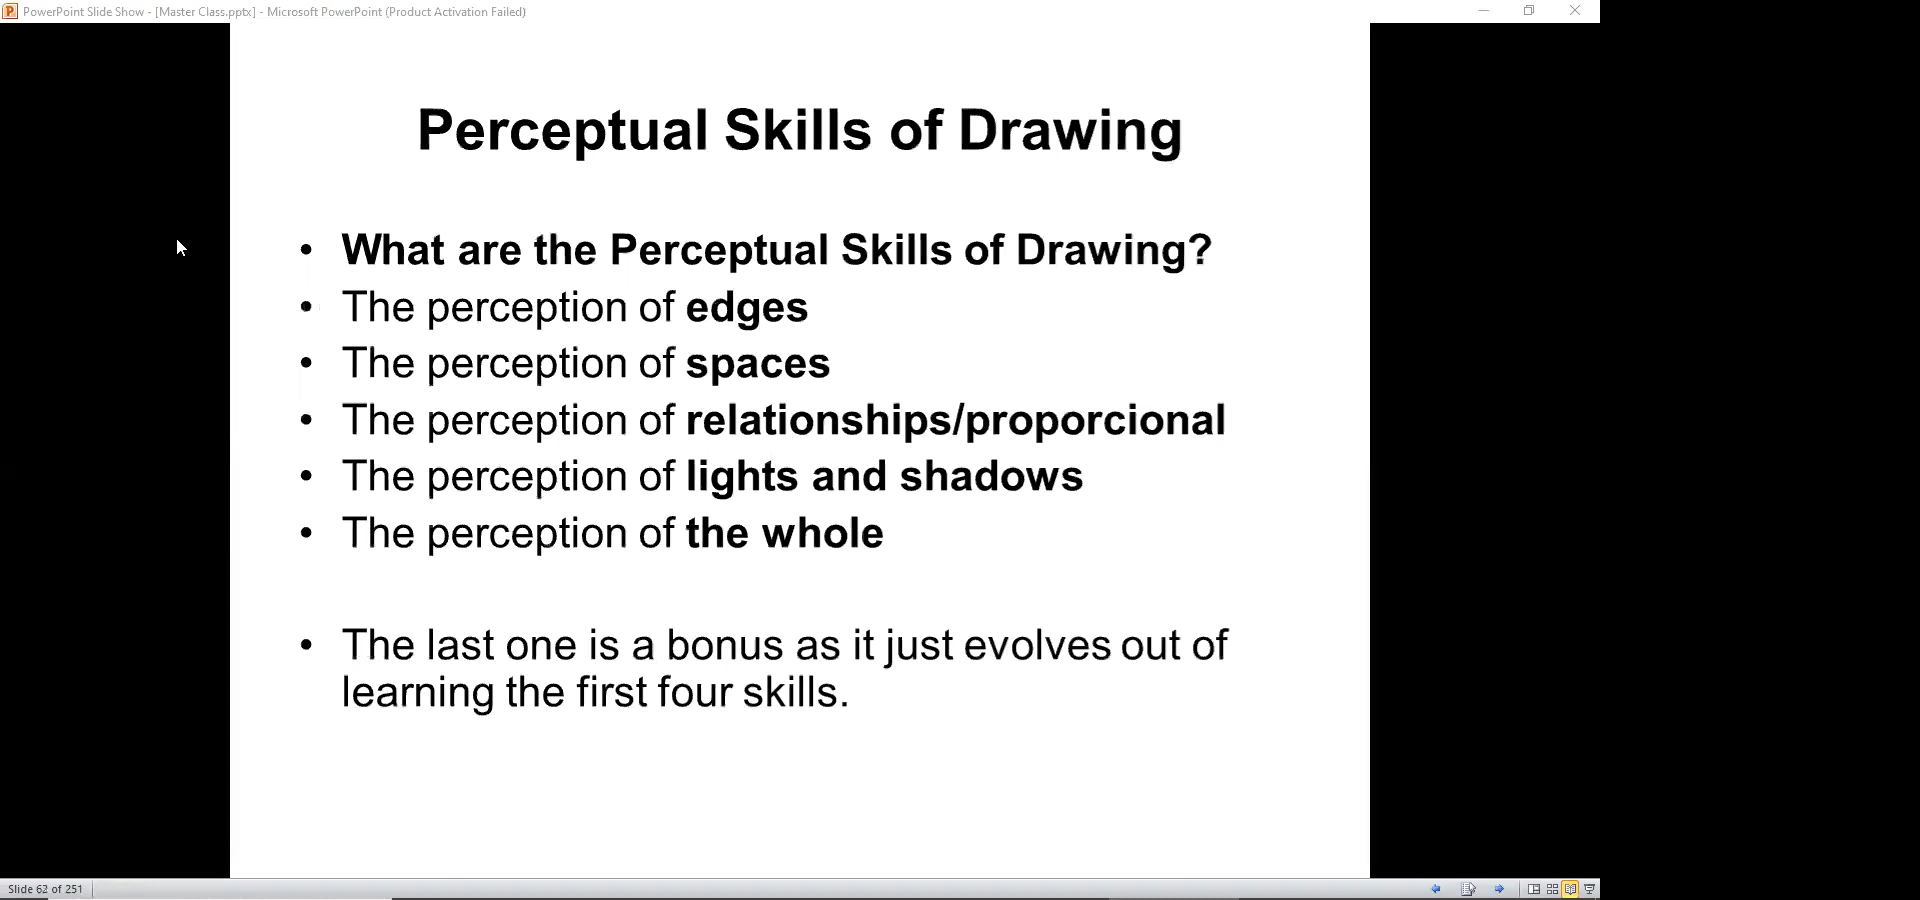 PowerPoint Slide Show - [Master Class.pptx] - Microsoft PowerPoint (Product Activation Failed)
Perceptual Skills of Drawing
• What are the Perceptual Skills of Drawing?
• The perception of edges
• The perception of spaces
• The perception of relationships/proporcional
• The perception of lights and shadows
• The perception of the whole
• The last one is a bonus as it just evolves out of
learning the first four skills.
Slide 62 of 251